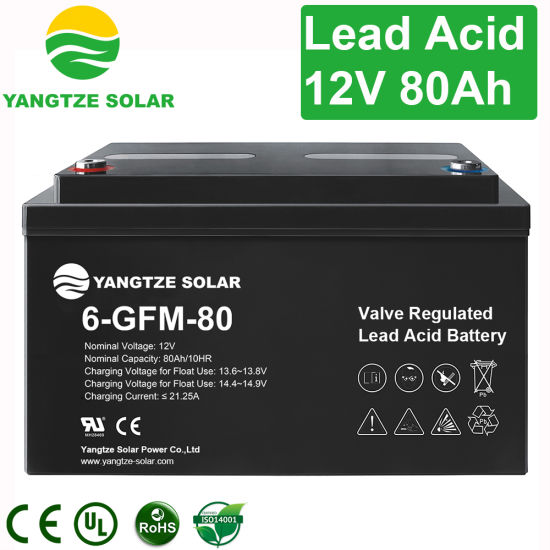 YANGTZE SOLAR
Lead Acid
12V 80Ah
YANGTZE SOLAR
6-GFM-80
Nominal Voltage: 12V
Nominal Capacity: 80Ah/10HR
Charging Voltage for Float Use: 13.6~13.8V
Charging Voltage for Float Use: 14.4~14.9V
Charging Current: ≤ 21.25A
Valve Regulated
Lead Acid Battery
Pb
Pb
MH28469
CE
Yangtze Solar Power Co.,Ltd
www.yangtze-solar.com
CE
UL
RoHS
ISO14001